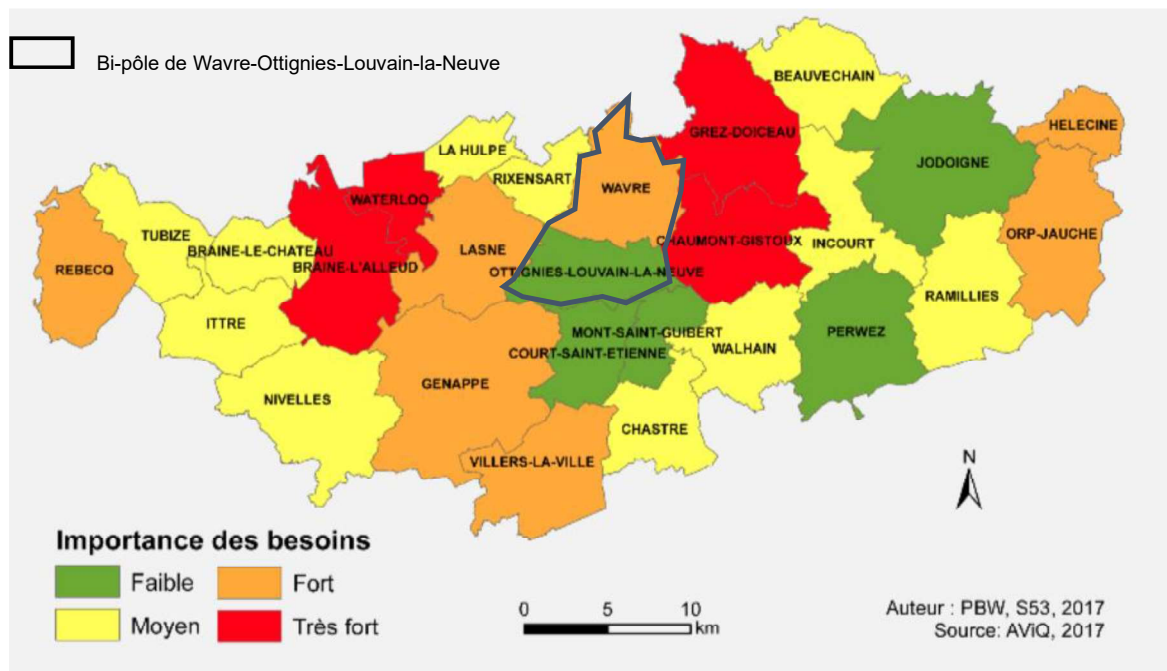 Bi-pôle de Wavre-Ottignies-Louvain-la-Neuve
BEAUVECHAIN
HELECINE
GREZ-DOICEAU
LA HULPE
JODOIGNE
RIXENSART
WAVRE
WATERLOO
TUBIZE
ORP-JAUCHE
CHAUMONT-GISTOUX
INCOURT
BRAINE-LE-CHATEAU
LASNE
REBECQ
BRAINE-L'ALLEUD
OTTIGNIES-LOUVAIN-LA-NEUVE
RAMILLIES
ITTRE
MONT-SAINT-GUIBERT
PERWEZ
WALHAIN
COURT-SAINT-ETIENNE
GENAPPE
NIVELLES
CHASTRE
VILLERS-LA-VILLE
N
Importance des besoins
Faible
Fort
Moyen
Très fort
0 5 10
km
Auteur : PBW, S53, 2017
Source: AViQ, 2017